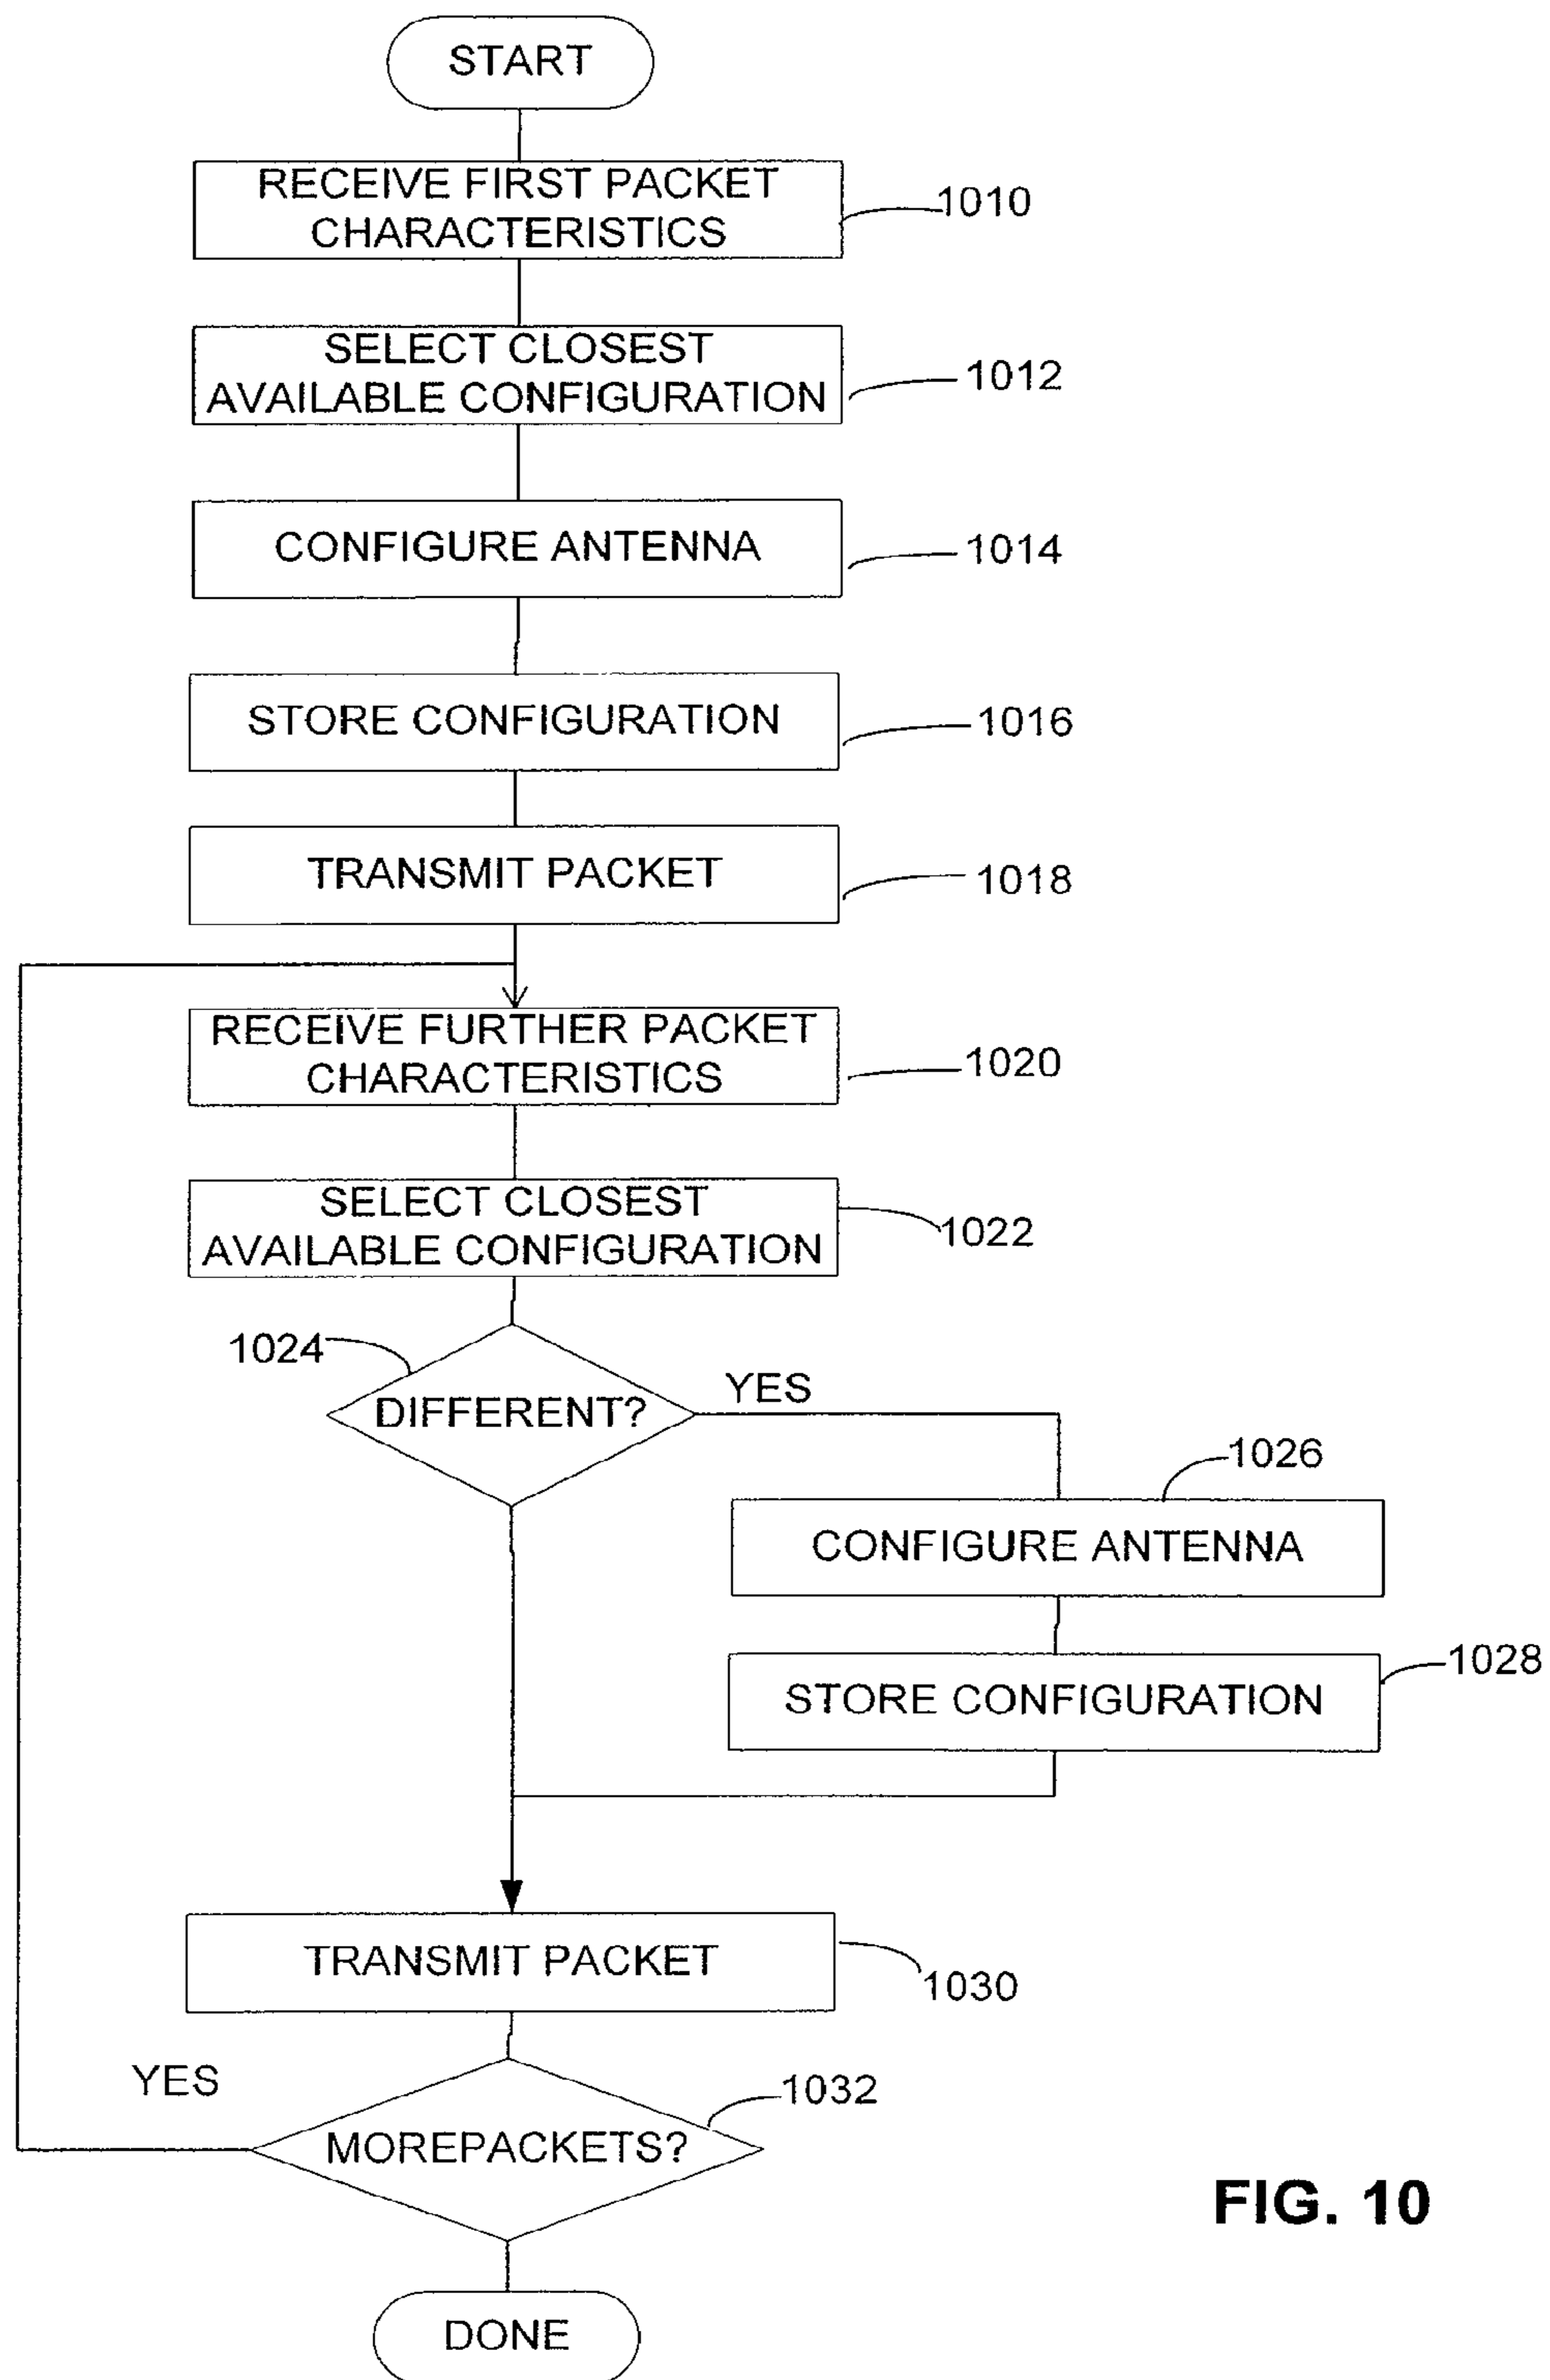 START
RECEIVE FIRST PACKET
CHARACTERISTICS
1010
SELECT CLOSEST
AVAILABLE CONFIGURATION
1012
CONFIGURE ANTENNA
1014
STORE CONFIGURATION
1016
TRANSMIT PACKET
1018
RECEIVE FURTHER PACKET
CHARACTERISTICS
1020
SELECT CLOSEST
AVAILABLE CONFIGURATION
1022
1024
DIFFERENT?
YES
1026
CONFIGURE ANTENNA
STORE CONFIGURATION
1028
TRANSMIT PACKET
1030
YES
1032
MOREPACKETS?
DONE
FIG. 10